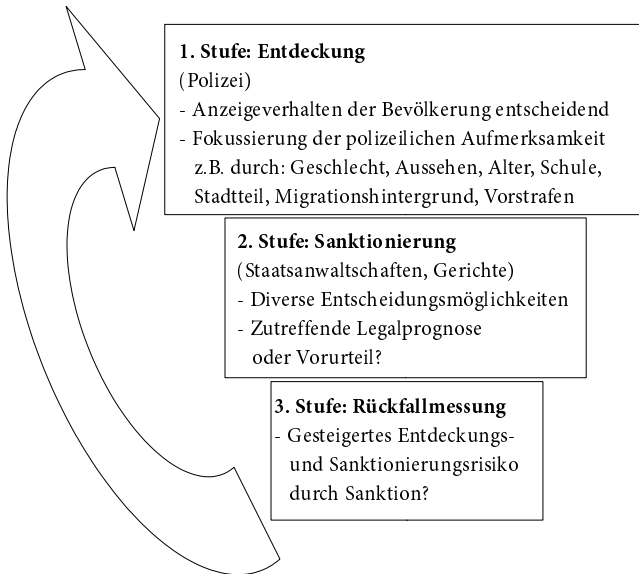 1. Stufe: Entdeckung
(Polizei)
- Anzeigeverhalten der Bevölkerung entscheidend
- Fokussierung der polizeilichen Aufmerksamkeit
z.B. durch: Geschlecht, Aussehen, Alter, Schule,
Stadtteil, Migrationshintergrund, Vorstrafen
2. Stufe: Sanktionierung
(Staatsanwaltschaften, Gerichte)
- Diverse Entscheidungsmöglichkeiten
- Zutreffende Legalprognose
oder Vorurteil?
3. Stufe: Rückfallmessung
- Gesteigertes Entdeckungs-
und Sanktionierungsrisiko
durch Sanktion?